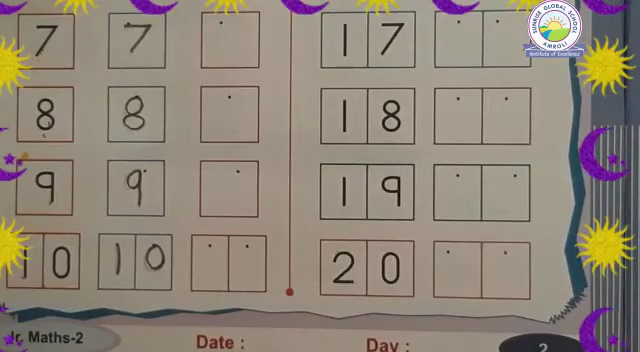 SUNRISE GLOBAL SCHOOL
AMROLI
Institute of Excellence
7 7 17
8 8 18
9 9 19
10 10 20
Jr. Maths-2
Date :
Day :
2